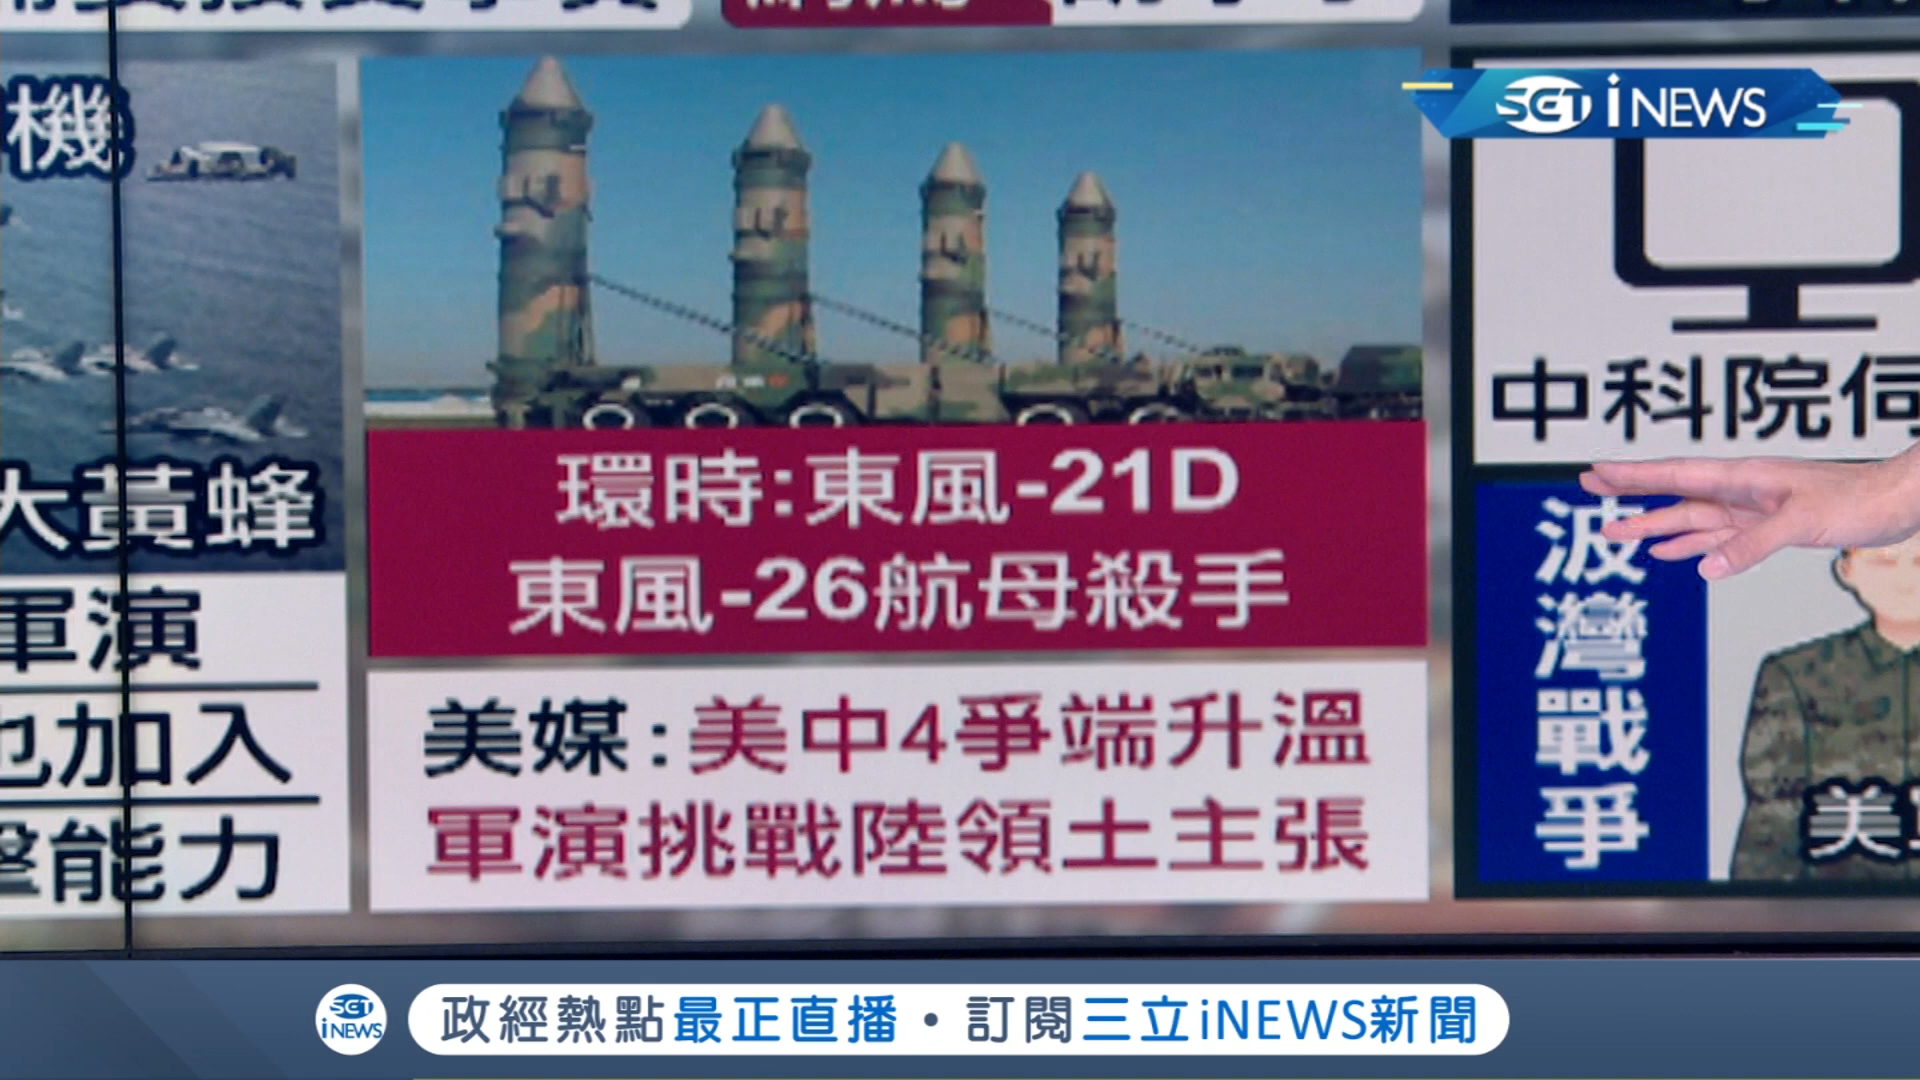 SET iNEWS
機
大黃蜂
軍演
也加入
擊能力
環時:東風-21D
東風-26航母殺手
美媒:美中4爭端升溫
軍演挑戰陸領土主張
中科院伺
波灣戰爭
美
SET iNEWS
政經熱點最正直播・訂閱三立iNEWS新聞